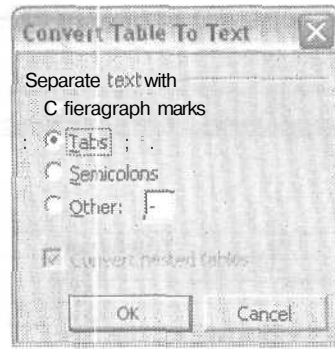 Convert Table To Text
Separate text with
C fieragraph marks
: Tabs ; .
Semicolons
Other: -
Convert nested tables
OK Cancel